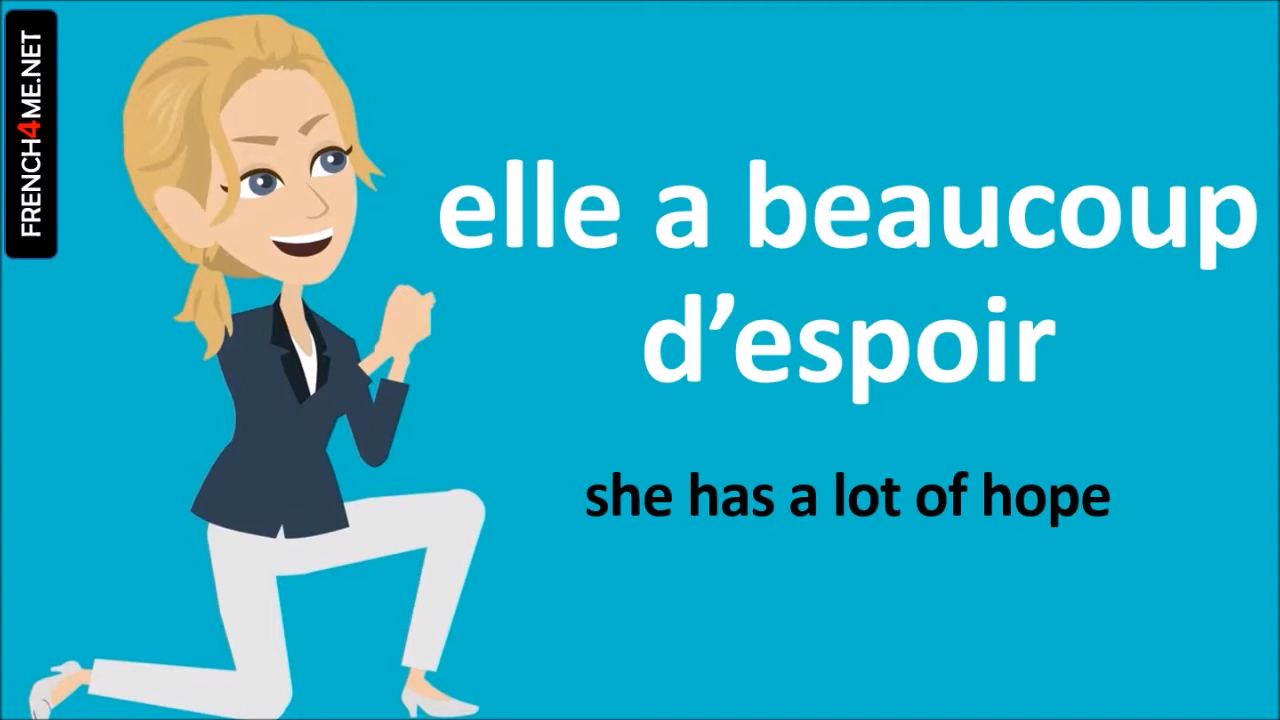 FRENCH4ME.NET
elle a beaucoup
d’espoir
she has a lot of hope